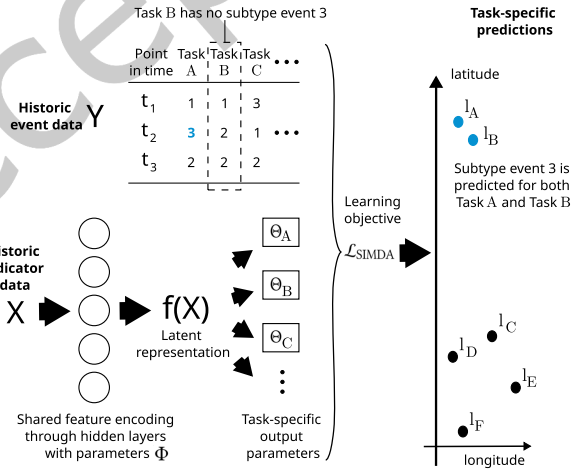 Task B has no subtype event 3
Point
in time
Task
A
Task
B
Task
C
t1
1
1
3
t2
3
2
1
t3
2
2
2
Historic
event data Y
istoric
dicator
data
X
f(X)
Latent
representation
ΘA
ΘB
ΘC
Shared feature encoding
through hidden layers
with parameters Φ
Task-specific
output
parameters
Learning
objective
ℒSIMDA
Task-specific
predictions
latitude
lA
lB
Subtype event 3 is
predicted for both
Task A and Task B
lC
lD
lE
lF
longitude